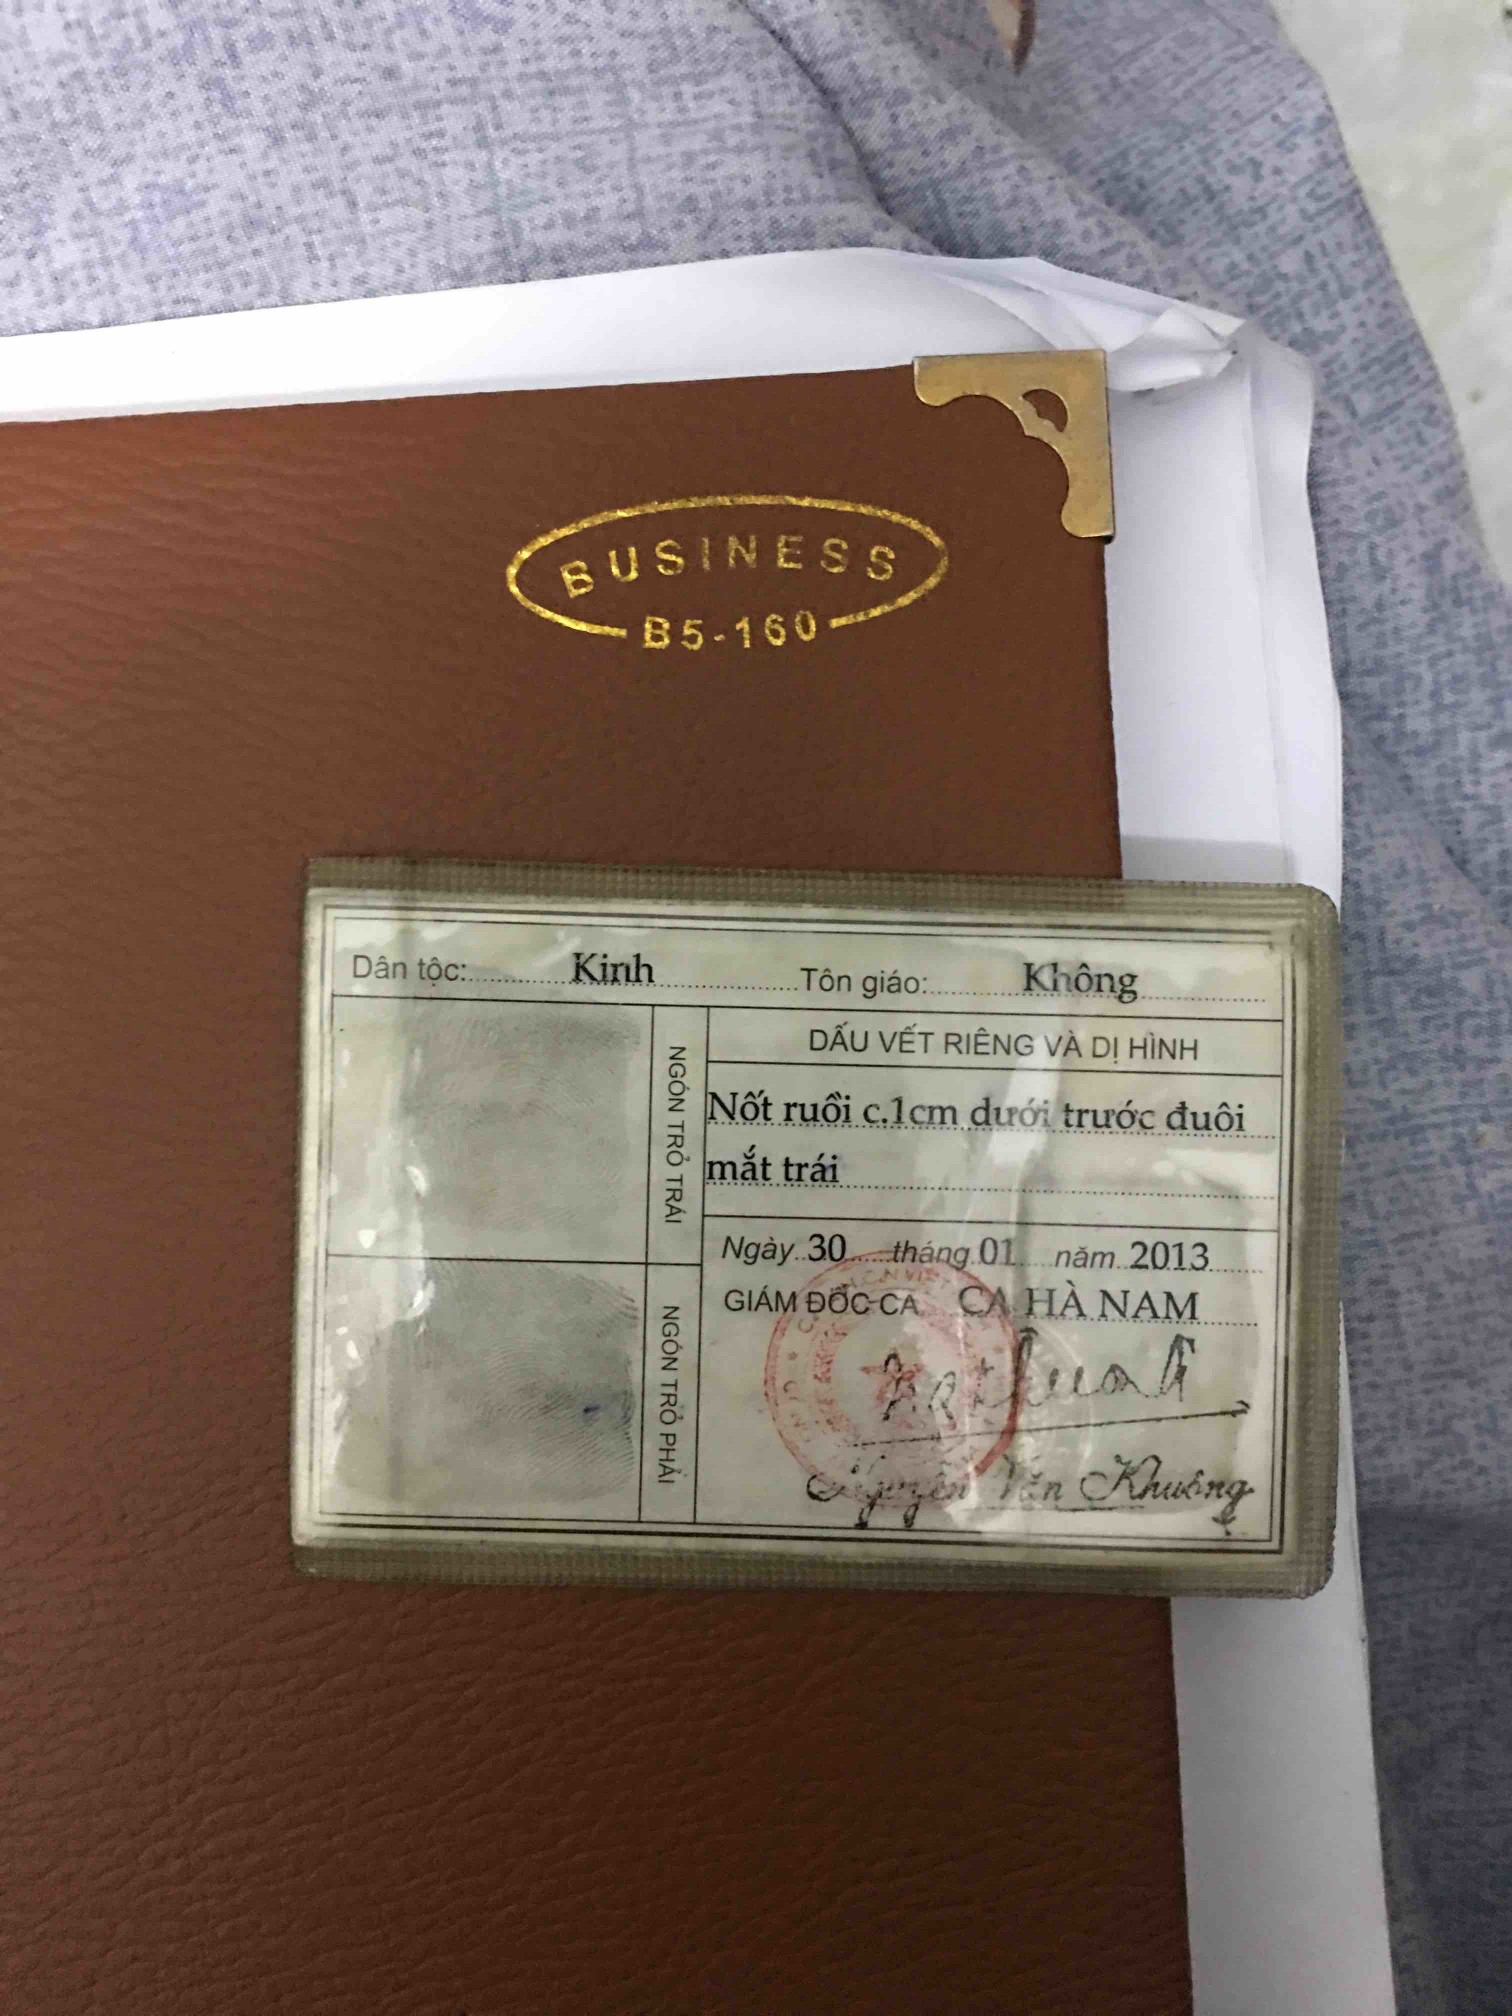 BUSINESS
B5-160
Dân tộc: Kinh Tôn giáo: Không
NGÓN TRỎ TRÁI
DẤU VẾT RIÊNG VÀ DỊ HÌNH
Nốt ruồi c.1cm dưới trước đuôi
mắt trái
Ngày 30 tháng 01 năm 2013
GIÁM ĐỐC CA CA HÀ NAM
NGÓN TRỎ PHẢI
Nguyễn Văn Khuông